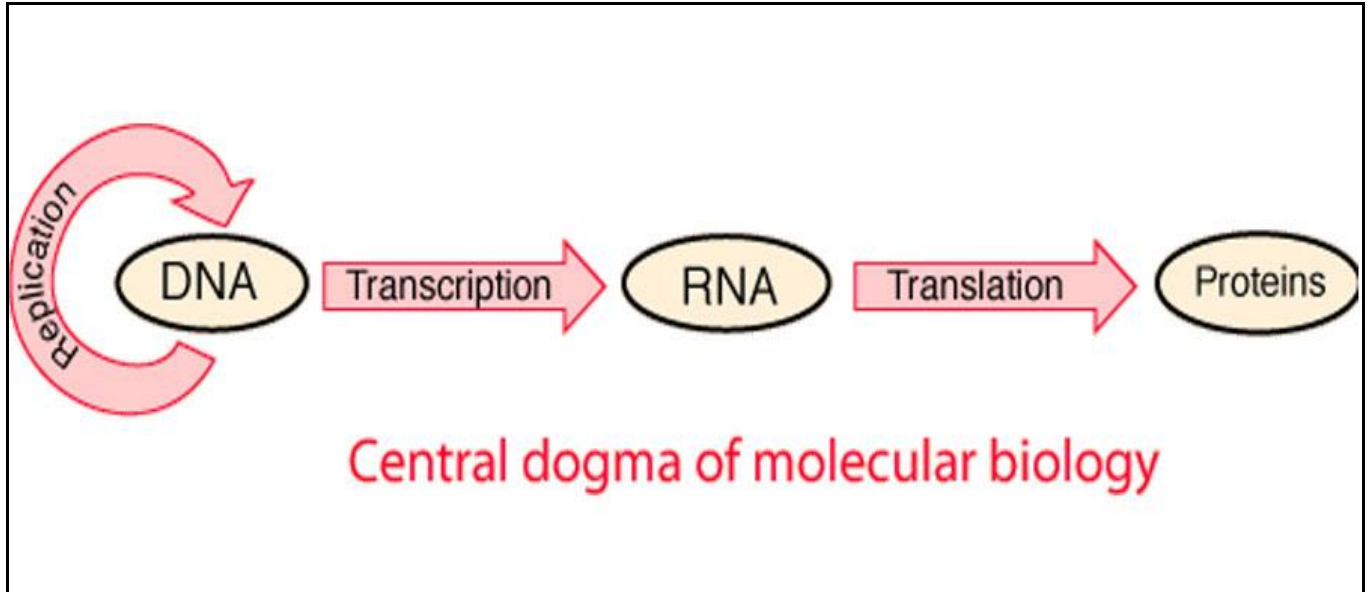 Replication
DNA
Transcription
RNA
Translation
Proteins
Central dogma of molecular biology